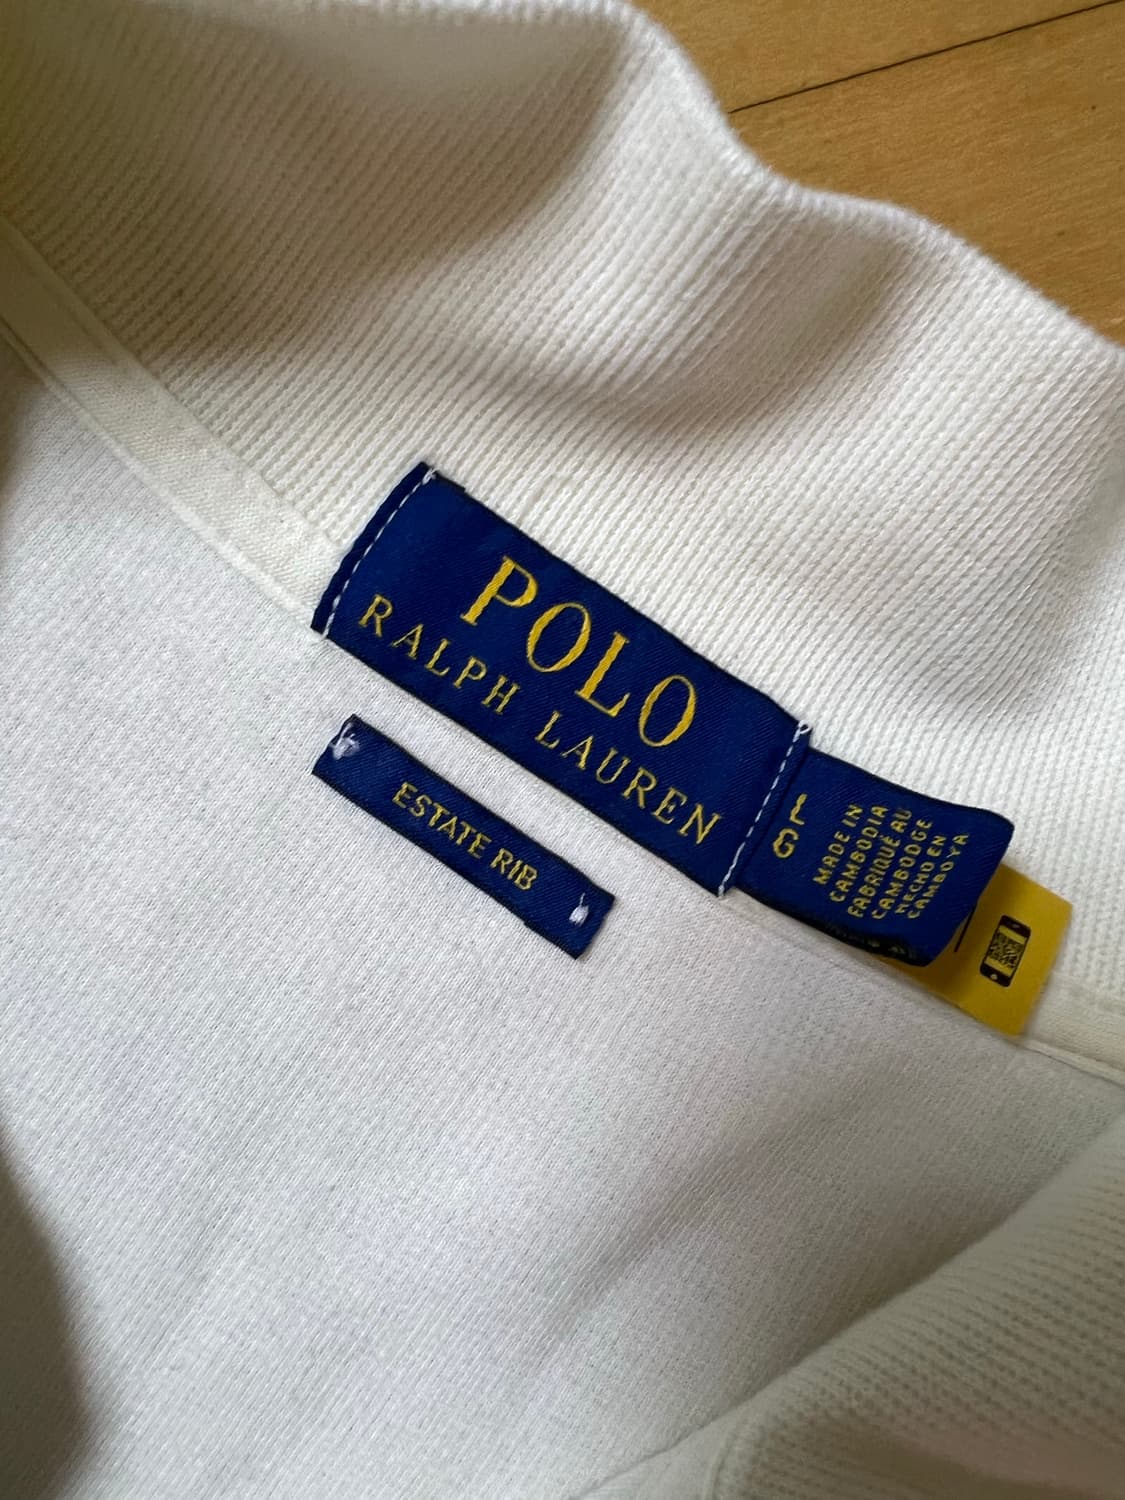 POLO
RALPH LAUREN
L
G
MADE IN
CAMBODIA
FABRIQUÉ AU
CAMBODGE
HECHO EN
CAMBOYA
ESTATE RIB